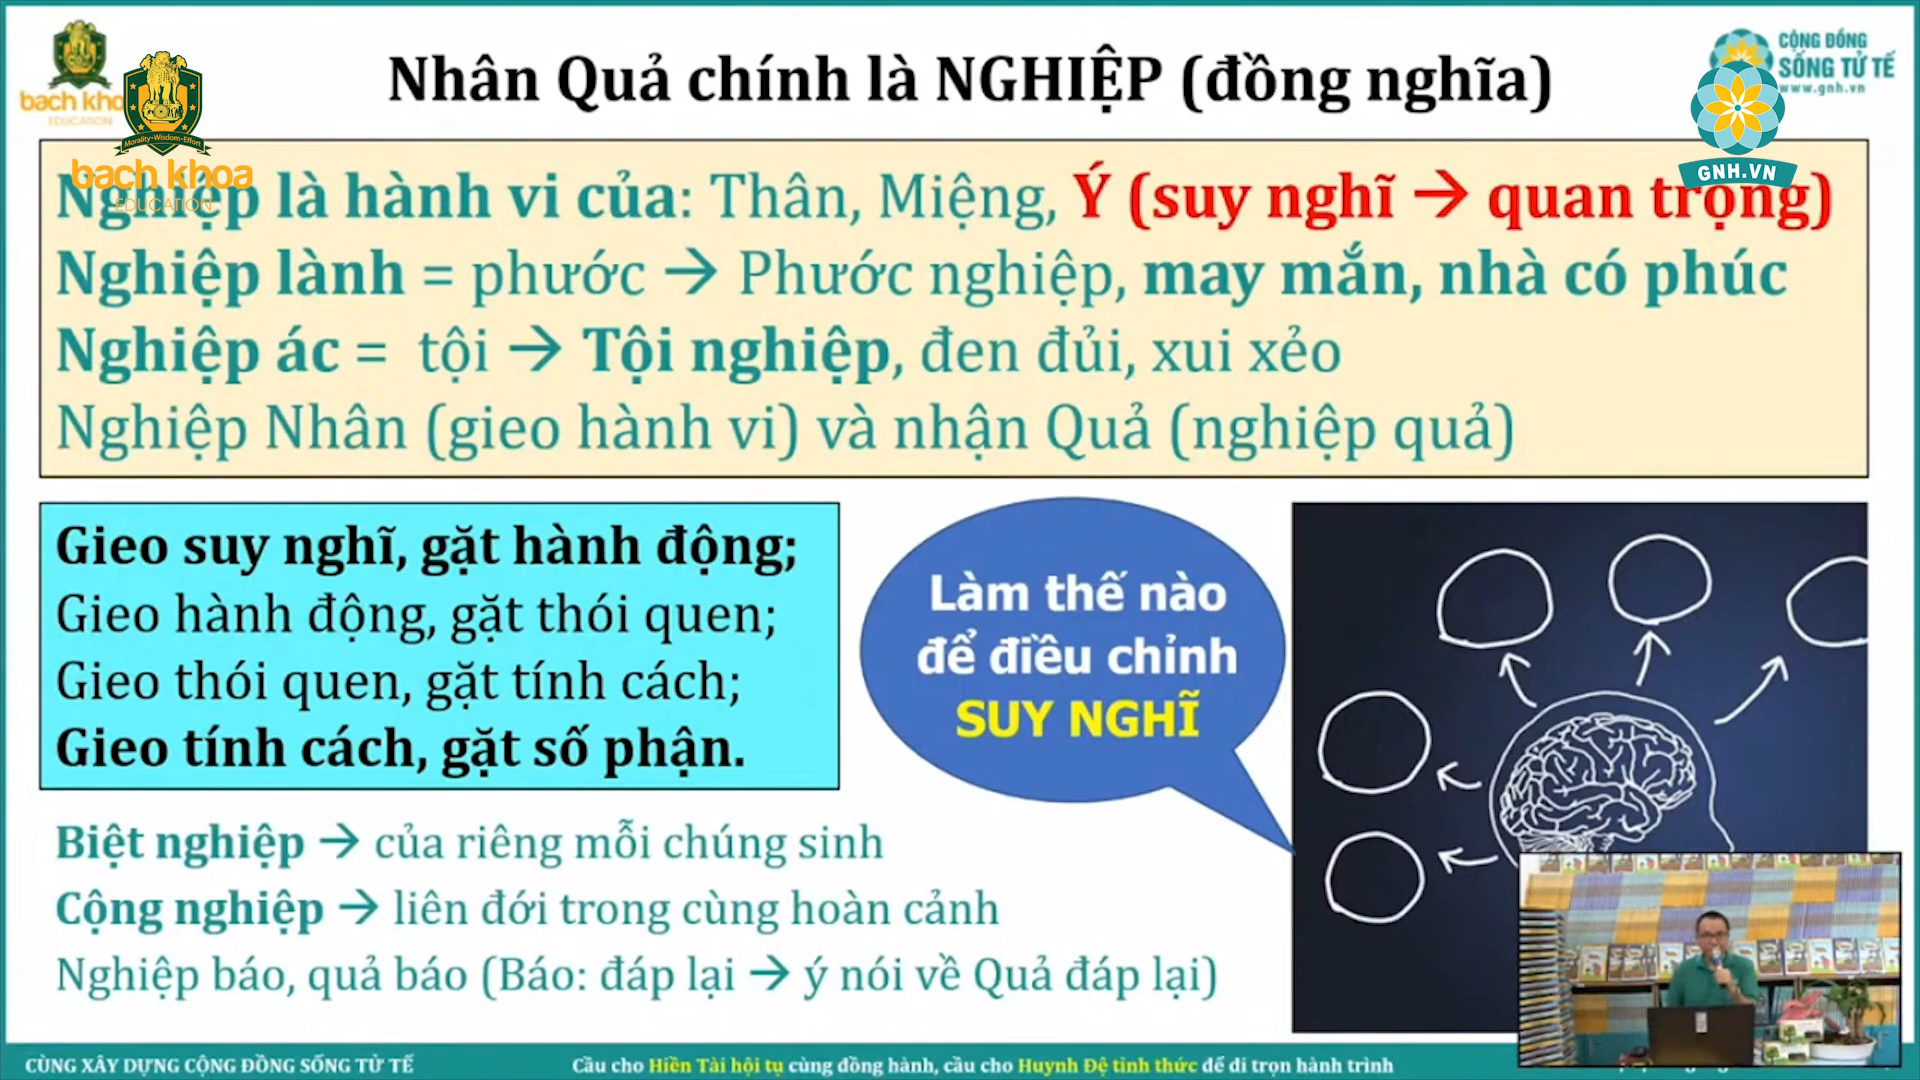 Nhân Quả chính là NGHIỆP (đồng nghĩa)
CỘNG ĐỒNG
SỐNG TỬ TẾ
www.gnh.vn
GNH.VN
bach kho
EDUCATION
Morality•Wisdom•Effort
bach khoa
EDUCATION
Nghiệp là hành vi của: Thân, Miệng, Ý (suy nghĩ → quan trọng)
Nghiệp lành = phước → Phước nghiệp, may mắn, nhà có phúc
Nghiệp ác = tội → Tội nghiệp, đen đủi, xui xẻo
Nghiệp Nhân (gieo hành vi) và nhận Quả (nghiệp quả)
Gieo suy nghĩ, gặt hành động;
Gieo hành động, gặt thói quen;
Gieo thói quen, gặt tính cách;
Gieo tính cách, gặt số phận.
Làm thế nào
để điều chỉnh
SUY NGHĨ
Biệt nghiệp → của riêng mỗi chúng sinh
Cộng nghiệp → liên đới trong cùng hoàn cảnh
Nghiệp báo, quả báo (Báo: đáp lại → ý nói về Quả đáp lại)
CÙNG XÂY DỰNG CỘNG ĐỒNG SỐNG TỬ TẾ
Cầu cho Hiền Tài hội tụ cùng đồng hành, cầu cho Huynh Đệ tỉnh thức để đi trọn hành trình